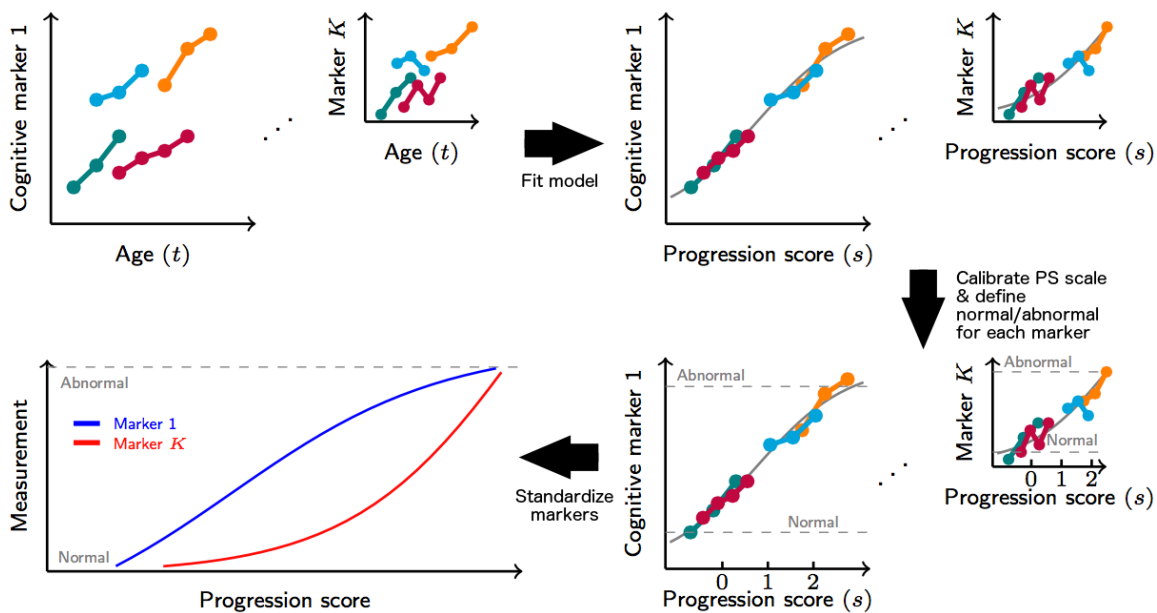 Cognitive marker 1
Age (t)
Marker K
Age (t)
Fit model
Cognitive marker 1
Progression score (s)
Marker K
Progression score (s)
Calibrate PS scale
& define
normal/abnormal
for each marker
Measurement
Abnormal
Marker 1
Marker K
Normal
Progression score
Standardize
markers
Cognitive marker 1
Abnormal
Normal
0 1 2
Progression score (s)
Marker K
Abnormal
Normal
0 1 2
Progression score (s)